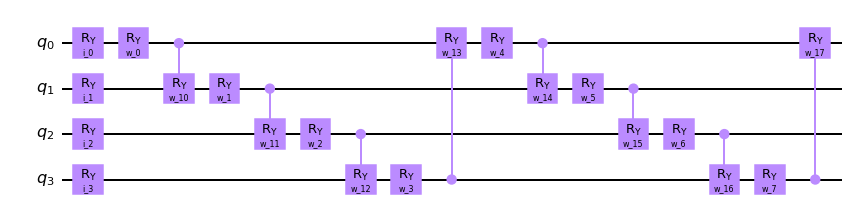 q0 RY i_0 RY w_0 RY w_13 RY w_4 RY w_17
q1 RY i_1 RY w_10 RY w_1 RY w_14 RY w_5
q2 RY i_2 RY w_11 RY w_2 RY w_15 RY w_6
q3 RY i_3 RY w_12 RY w_3 RY w_16 RY w_7